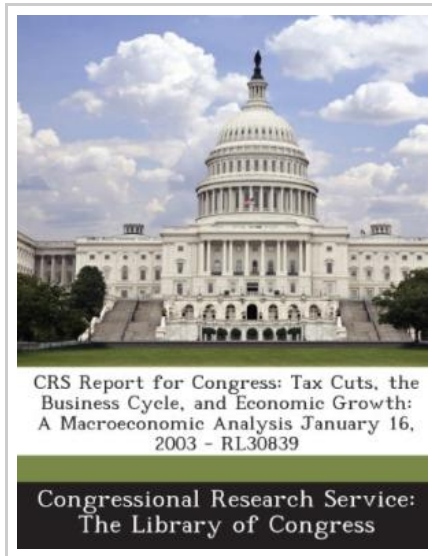 CRS Report for Congress: Tax Cuts, the
Business Cycle, and Economic Growth:
A Macroeconomic Analysis January 16,
2003 - RL30839
Congressional Research Service:
The Library of Congress